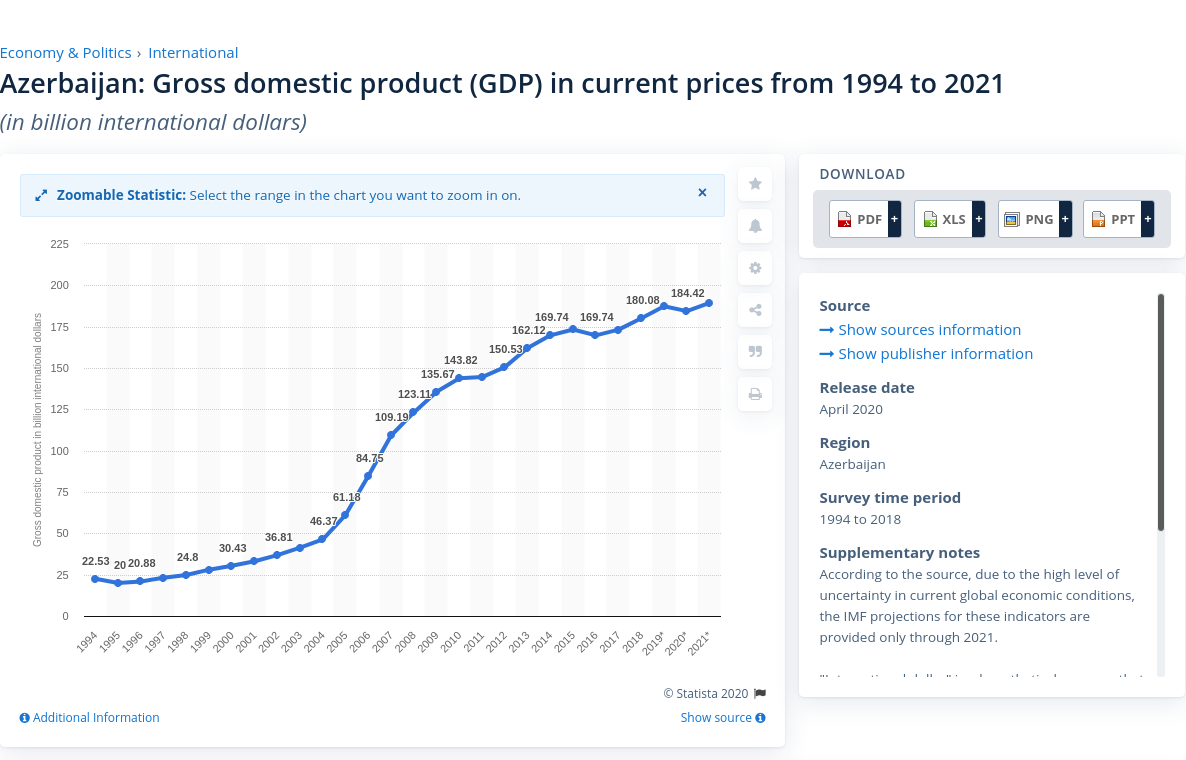 Economy & Politics › International
Azerbaijan: Gross domestic product (GDP) in current prices from 1994 to 2021
(in billion international dollars)
Zoomable Statistic: Select the range in the chart you want to zoom in on. ×
Gross domestic product in billion international dollars
225
200
175
150
125
100
75
50
25
0
22.53
20
20.88
24.8
30.43
36.81
46.37
61.18
84.75
109.19
123.11
135.67
143.82
150.53
162.12
169.74
169.74
180.08
184.42
1994
1995
1996
1997
1998
1999
2000
2001
2002
2003
2004
2005
2006
2007
2008
2009
2010
2011
2012
2013
2014
2015
2016
2017
2018
2019*
2020*
2021*
© Statista 2020
Additional Information
Show source
DOWNLOAD
PDF + XLS + PNG + PPT +
Source
Show sources information
Show publisher information
Release date
April 2020
Region
Azerbaijan
Survey time period
1994 to 2018
Supplementary notes
According to the source, due to the high level of
uncertainty in current global economic conditions,
the IMF projections for these indicators are
provided only through 2021.